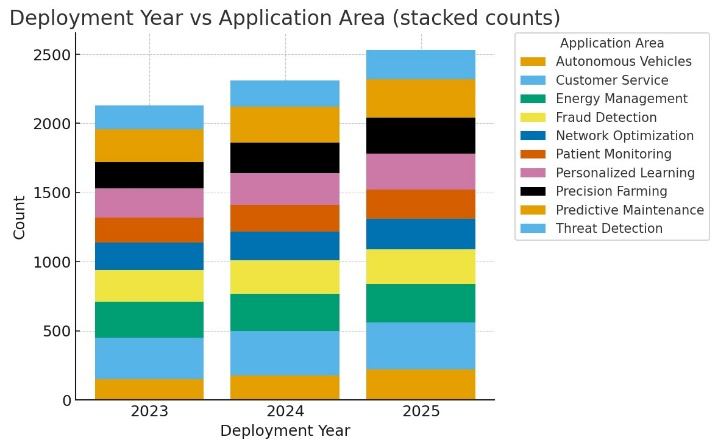 Deployment Year vs Application Area (stacked counts)
Application Area
Autonomous Vehicles
Customer Service
Energy Management
Fraud Detection
Network Optimization
Patient Monitoring
Personalized Learning
Precision Farming
Predictive Maintenance
Threat Detection
Count
2500
2000
1500
1000
500
0
2023 2024 2025
Deployment Year